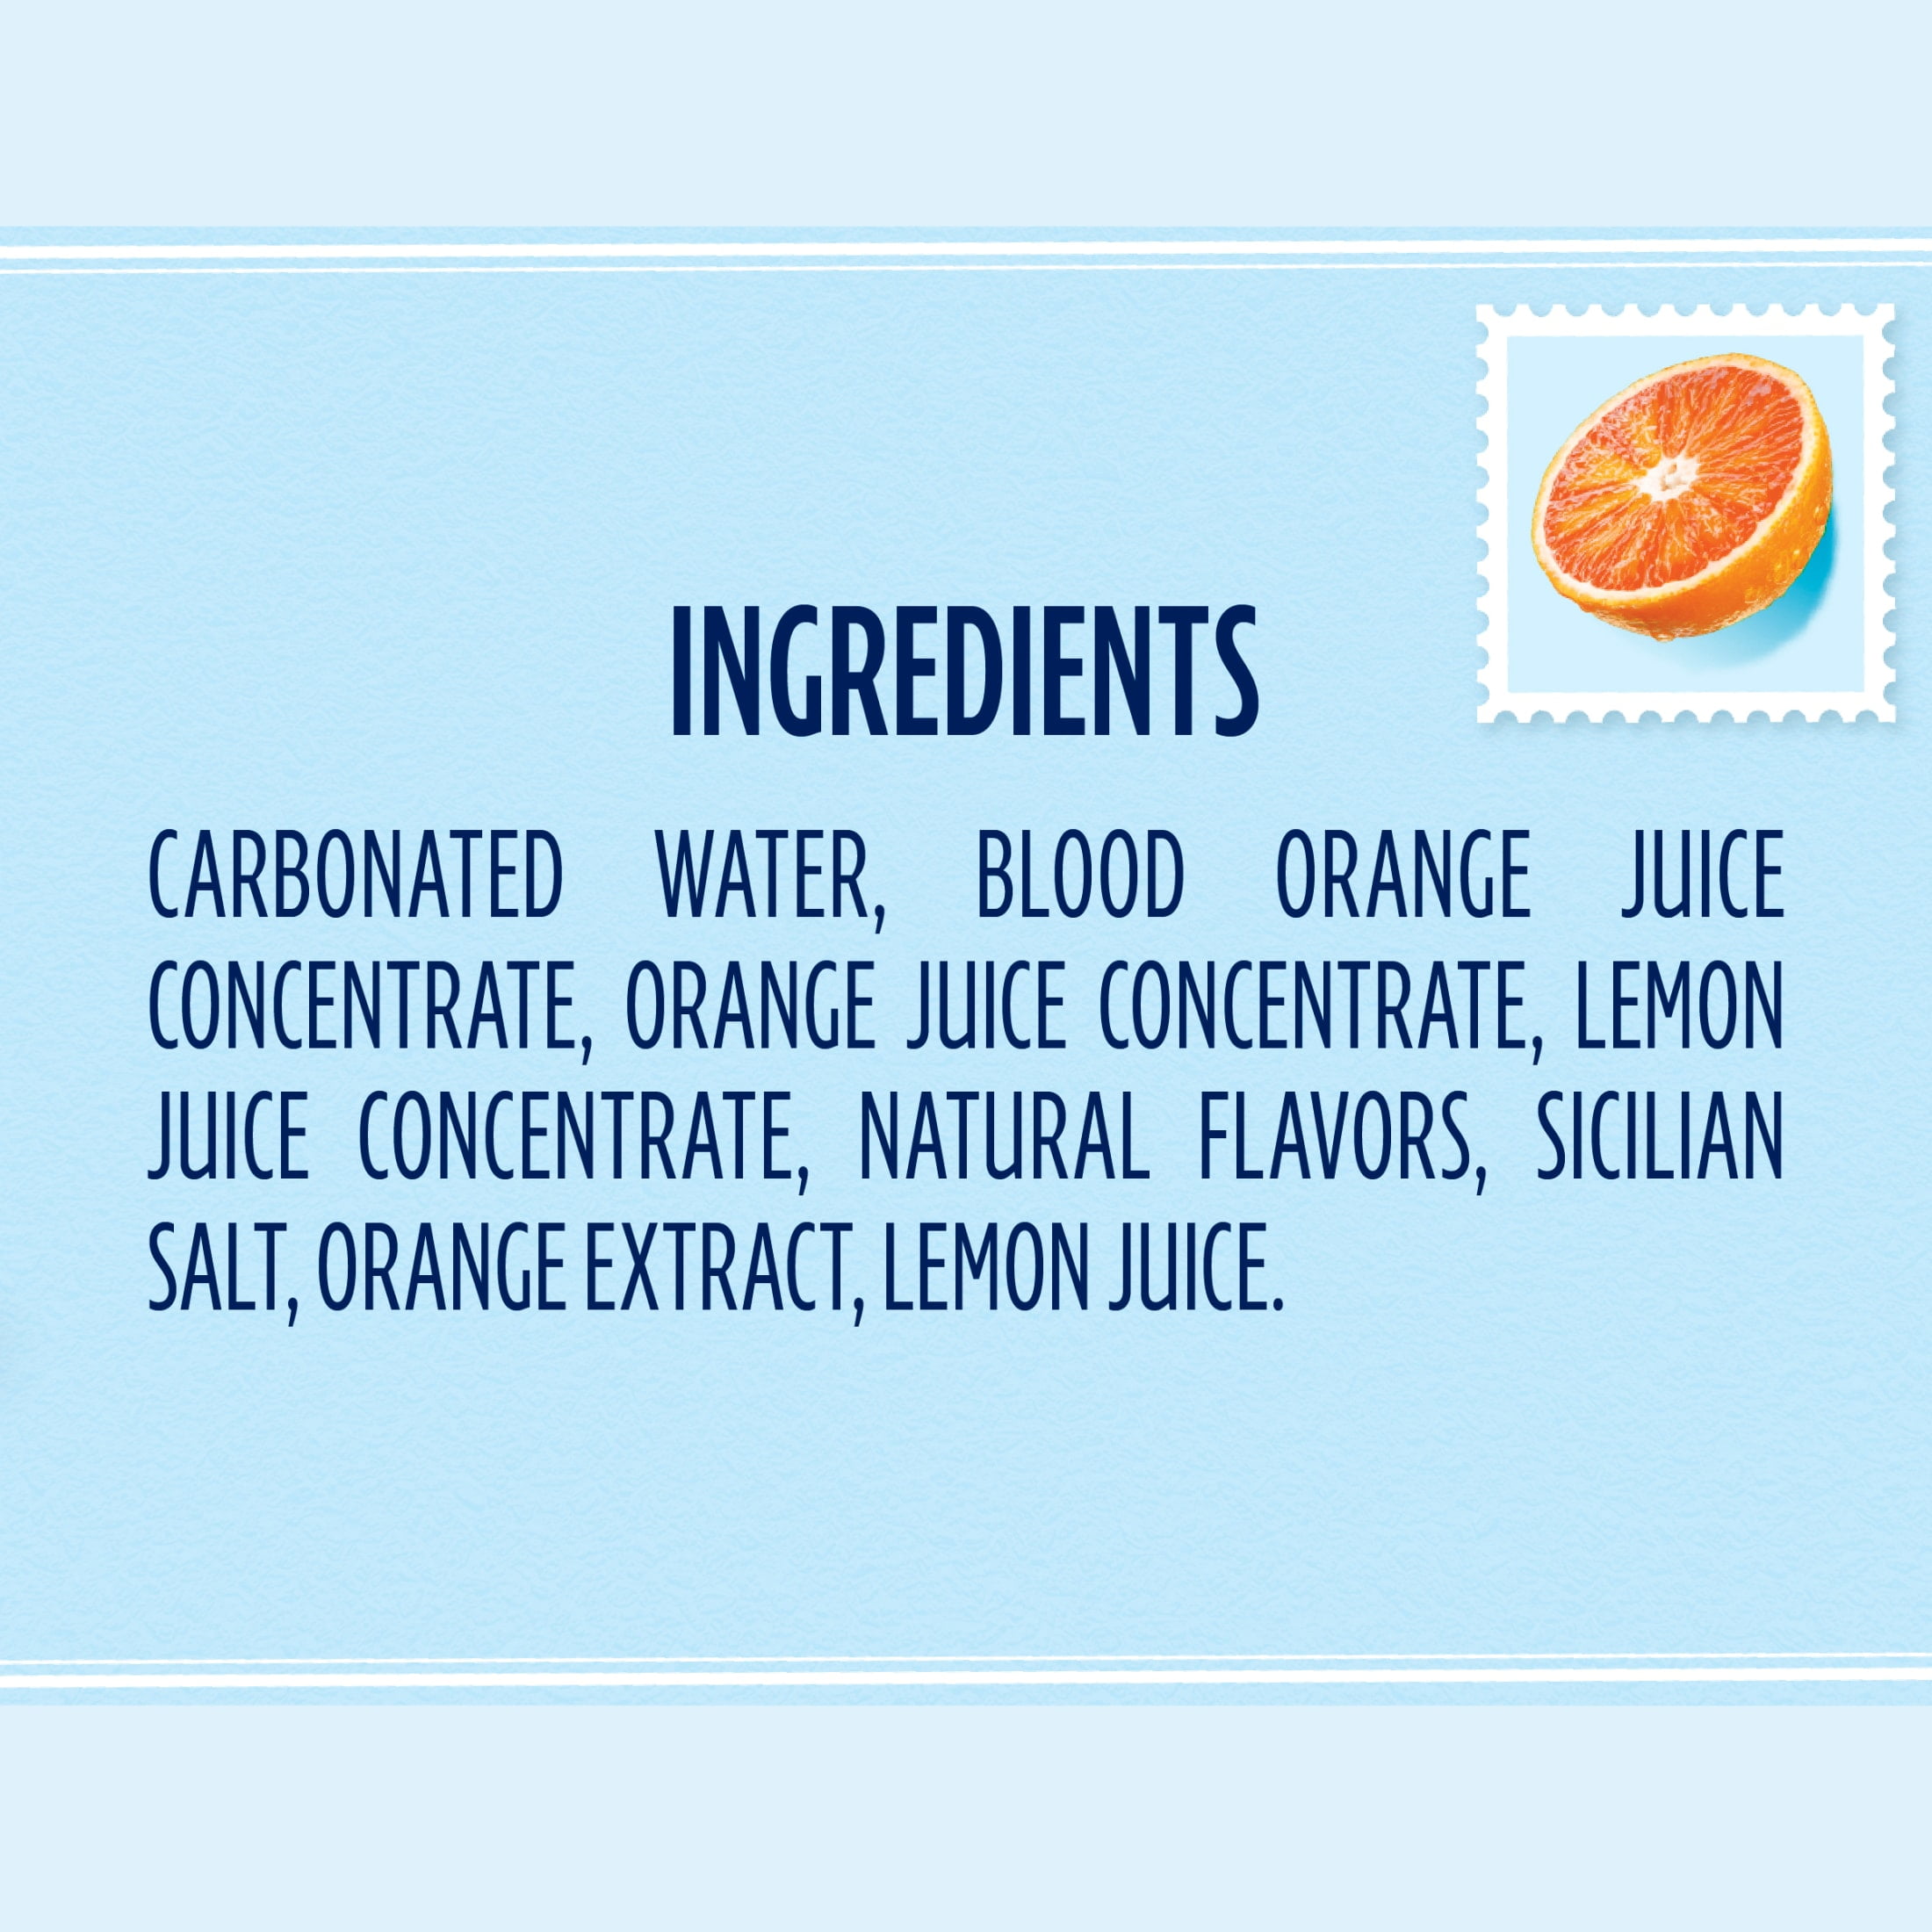 INGREDIENTS
CARBONATED WATER, BLOOD ORANGE JUICE
CONCENTRATE, ORANGE JUICE CONCENTRATE, LEMON
JUICE CONCENTRATE, NATURAL FLAVORS, SICILIAN
SALT, ORANGE EXTRACT, LEMON JUICE.